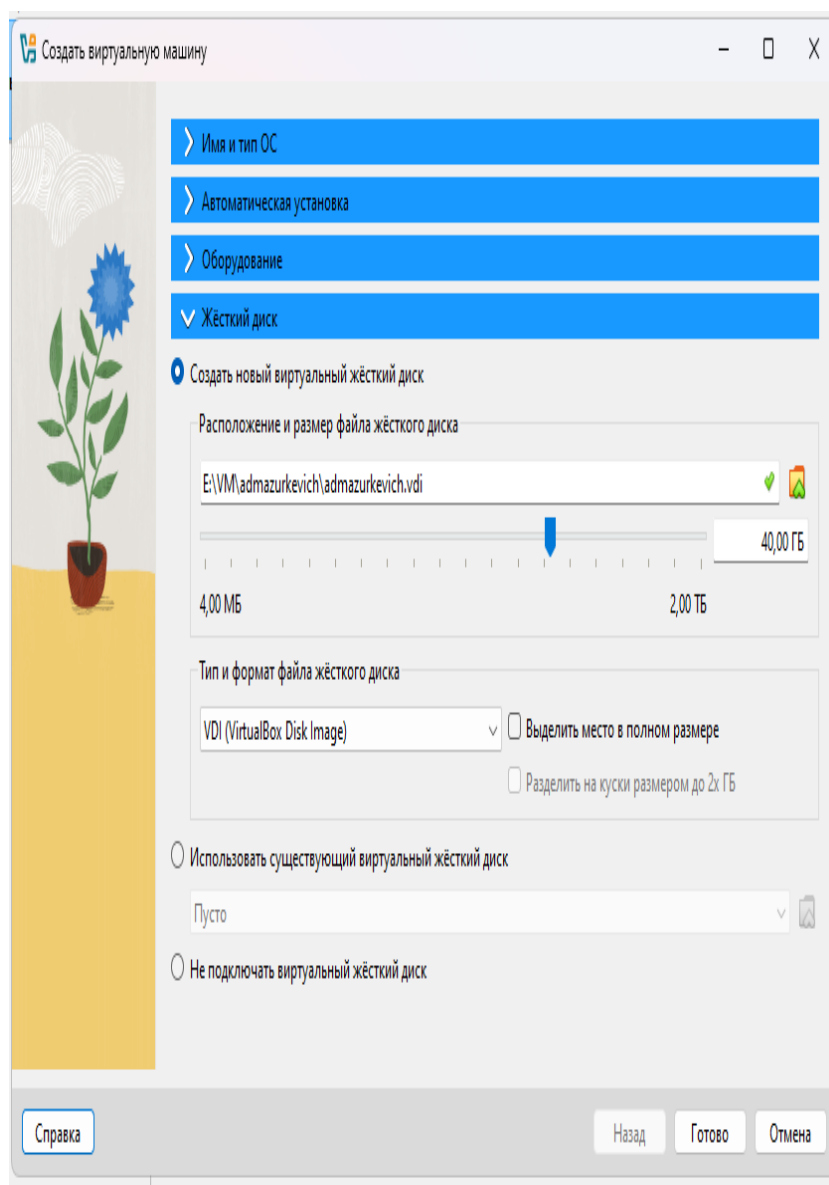 Создать виртуальную машину
Имя и тип ОС
Автоматическая установка
Оборудование
Жёсткий диск
Создать новый виртуальный жёсткий диск
Расположение и размер файла жёсткого диска
E:\VM\admazurkevich\admazurkevich.vdi
40,00 ГБ
4,00 МБ 2,00 ТБ
Тип и формат файла жёсткого диска
VDI (VirtualBox Disk Image) Выделить место в полном размере
Разделить на куски размером до 2х ГБ
Использовать существующий виртуальный жёсткий диск
Пусто
Не подключать виртуальный жёсткий диск
Справка Назад Готово Отмена